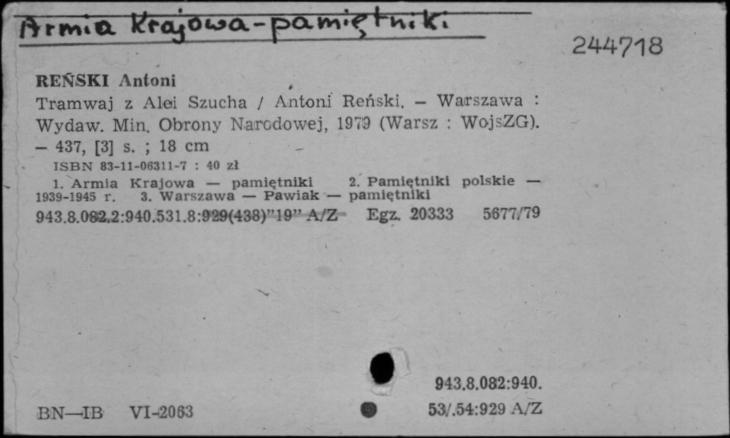 Armia Krajowa - pamiętniki
244718
REŃSKI Antoni
Tramwaj z Alei Szucha / Antoni Reński. — Warszawa :
Wydaw. Min. Obrony Narodowej, 1979 (Warsz : WojsZG).
— 437, [3] s. ; 18 cm
ISBN 83-11-06311-7 : 40 zł
1. Armia Krajowa — pamiętniki 2. Pamiętniki polskie —
1939-1945 r. 3. Warszawa — Pawiak — pamiętniki
943.8.082.2:940.531.8:929(438)"19" A/Z Egz. 20333 5677/79
943.8.082:940.
BN—IB VI-2063 53/.54:929 A/Z